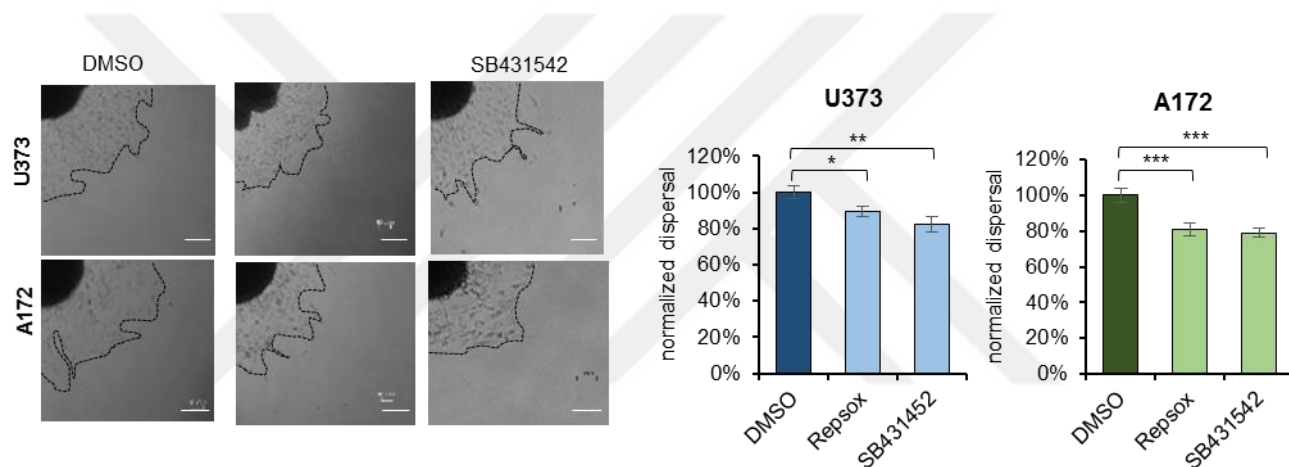 DMSO
SB431542
U373
A172
U373
normalized dispersal
120%
100%
80%
60%
40%
20%
0%
**
*
DMSO
Repsox
SB431452
A172
normalized dispersal
120%
100%
80%
60%
40%
20%
0%
***
***
DMSO
Repsox
SB431542